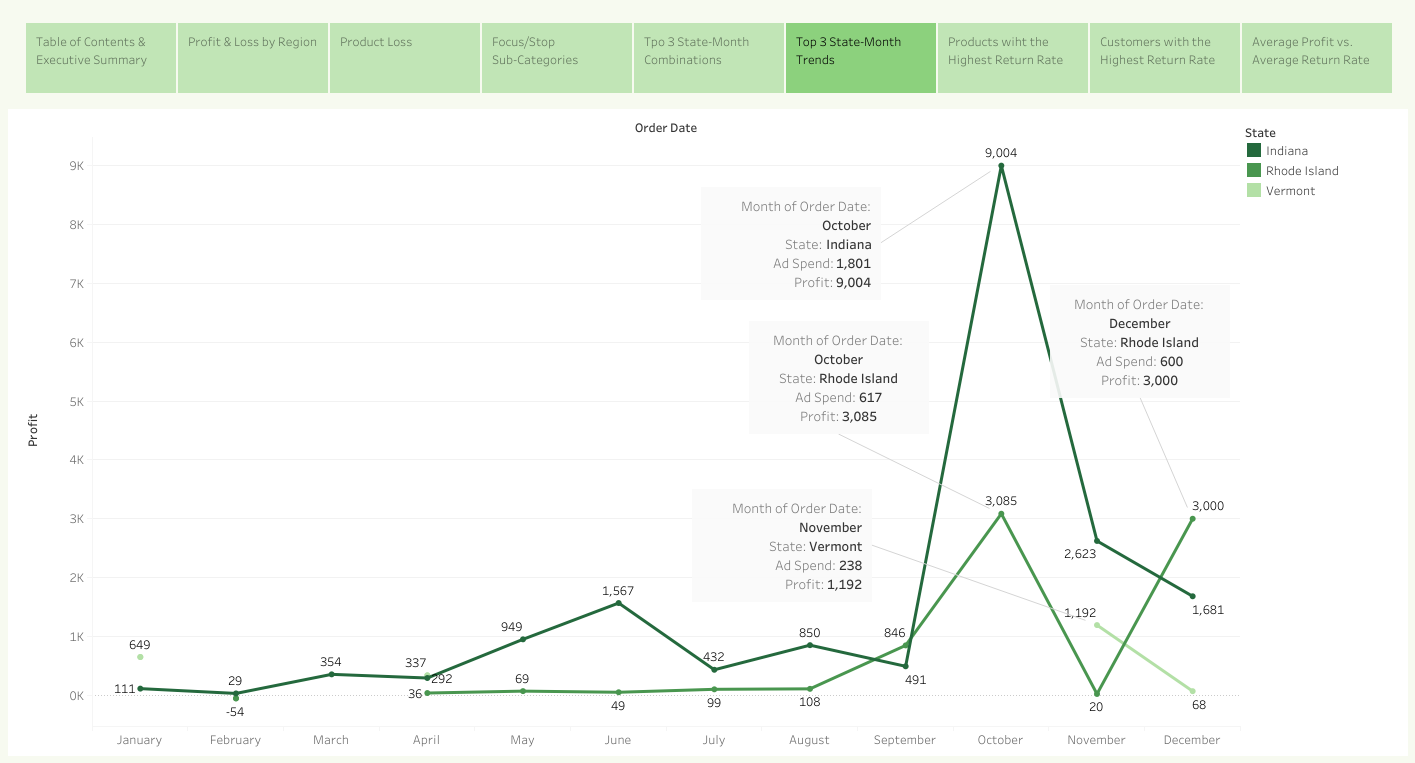 Table of Contents &
Executive Summary
Profit & Loss by Region
Product Loss
Focus/Stop
Sub-Categories
Tpo 3 State-Month
Combinations
Top 3 State-Month
Trends
Products wiht the
Highest Return Rate
Customers with the
Highest Return Rate
Average Profit vs.
Average Return Rate
Order Date
State
Indiana
Rhode Island
Vermont
Profit
9K
8K
7K
6K
5K
4K
3K
2K
1K
0K
Month of Order Date:
October
State: Indiana
Ad Spend: 1,801
Profit: 9,004
Month of Order Date:
October
State: Rhode Island
Ad Spend: 617
Profit: 3,085
Month of Order Date:
December
State: Rhode Island
Ad Spend: 600
Profit: 3,000
Month of Order Date:
November
State: Vermont
Ad Spend: 238
Profit: 1,192
649
111
29
-54
354
337
292
36
949
69
1,567
49
432
99
850
108
846
491
9,004
3,085
2,623
1,192
20
3,000
1,681
68
January
February
March
April
May
June
July
August
September
October
November
December